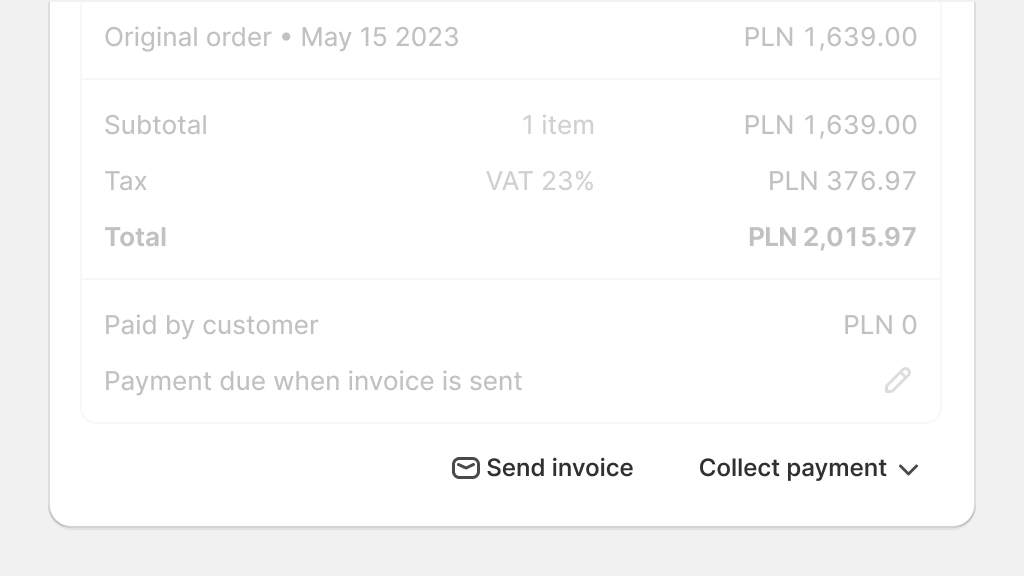 Original order • May 15 2023 PLN 1,639.00
Subtotal 1 item PLN 1,639.00
Tax VAT 23% PLN 376.97
Total PLN 2,015.97
Paid by customer PLN 0
Payment due when invoice is sent
Send invoice Collect payment